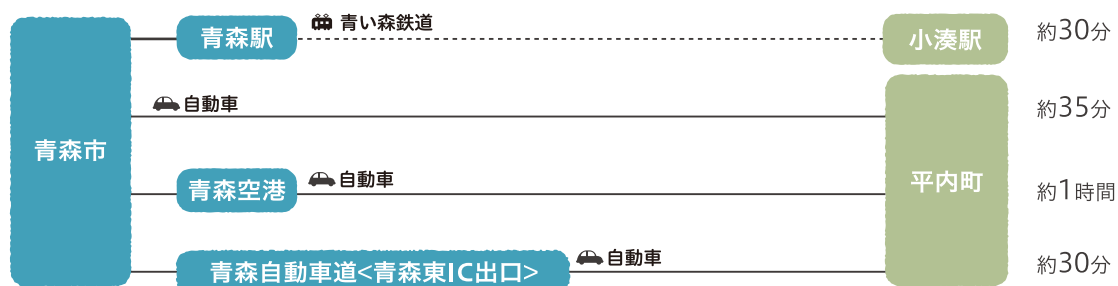 青森市
青森駅
青い森鉄道
小湊駅
約30分
自動車
平内町
約35分
青森空港
自動車
約1時間
青森自動車道<青森東IC出口>
自動車
約30分